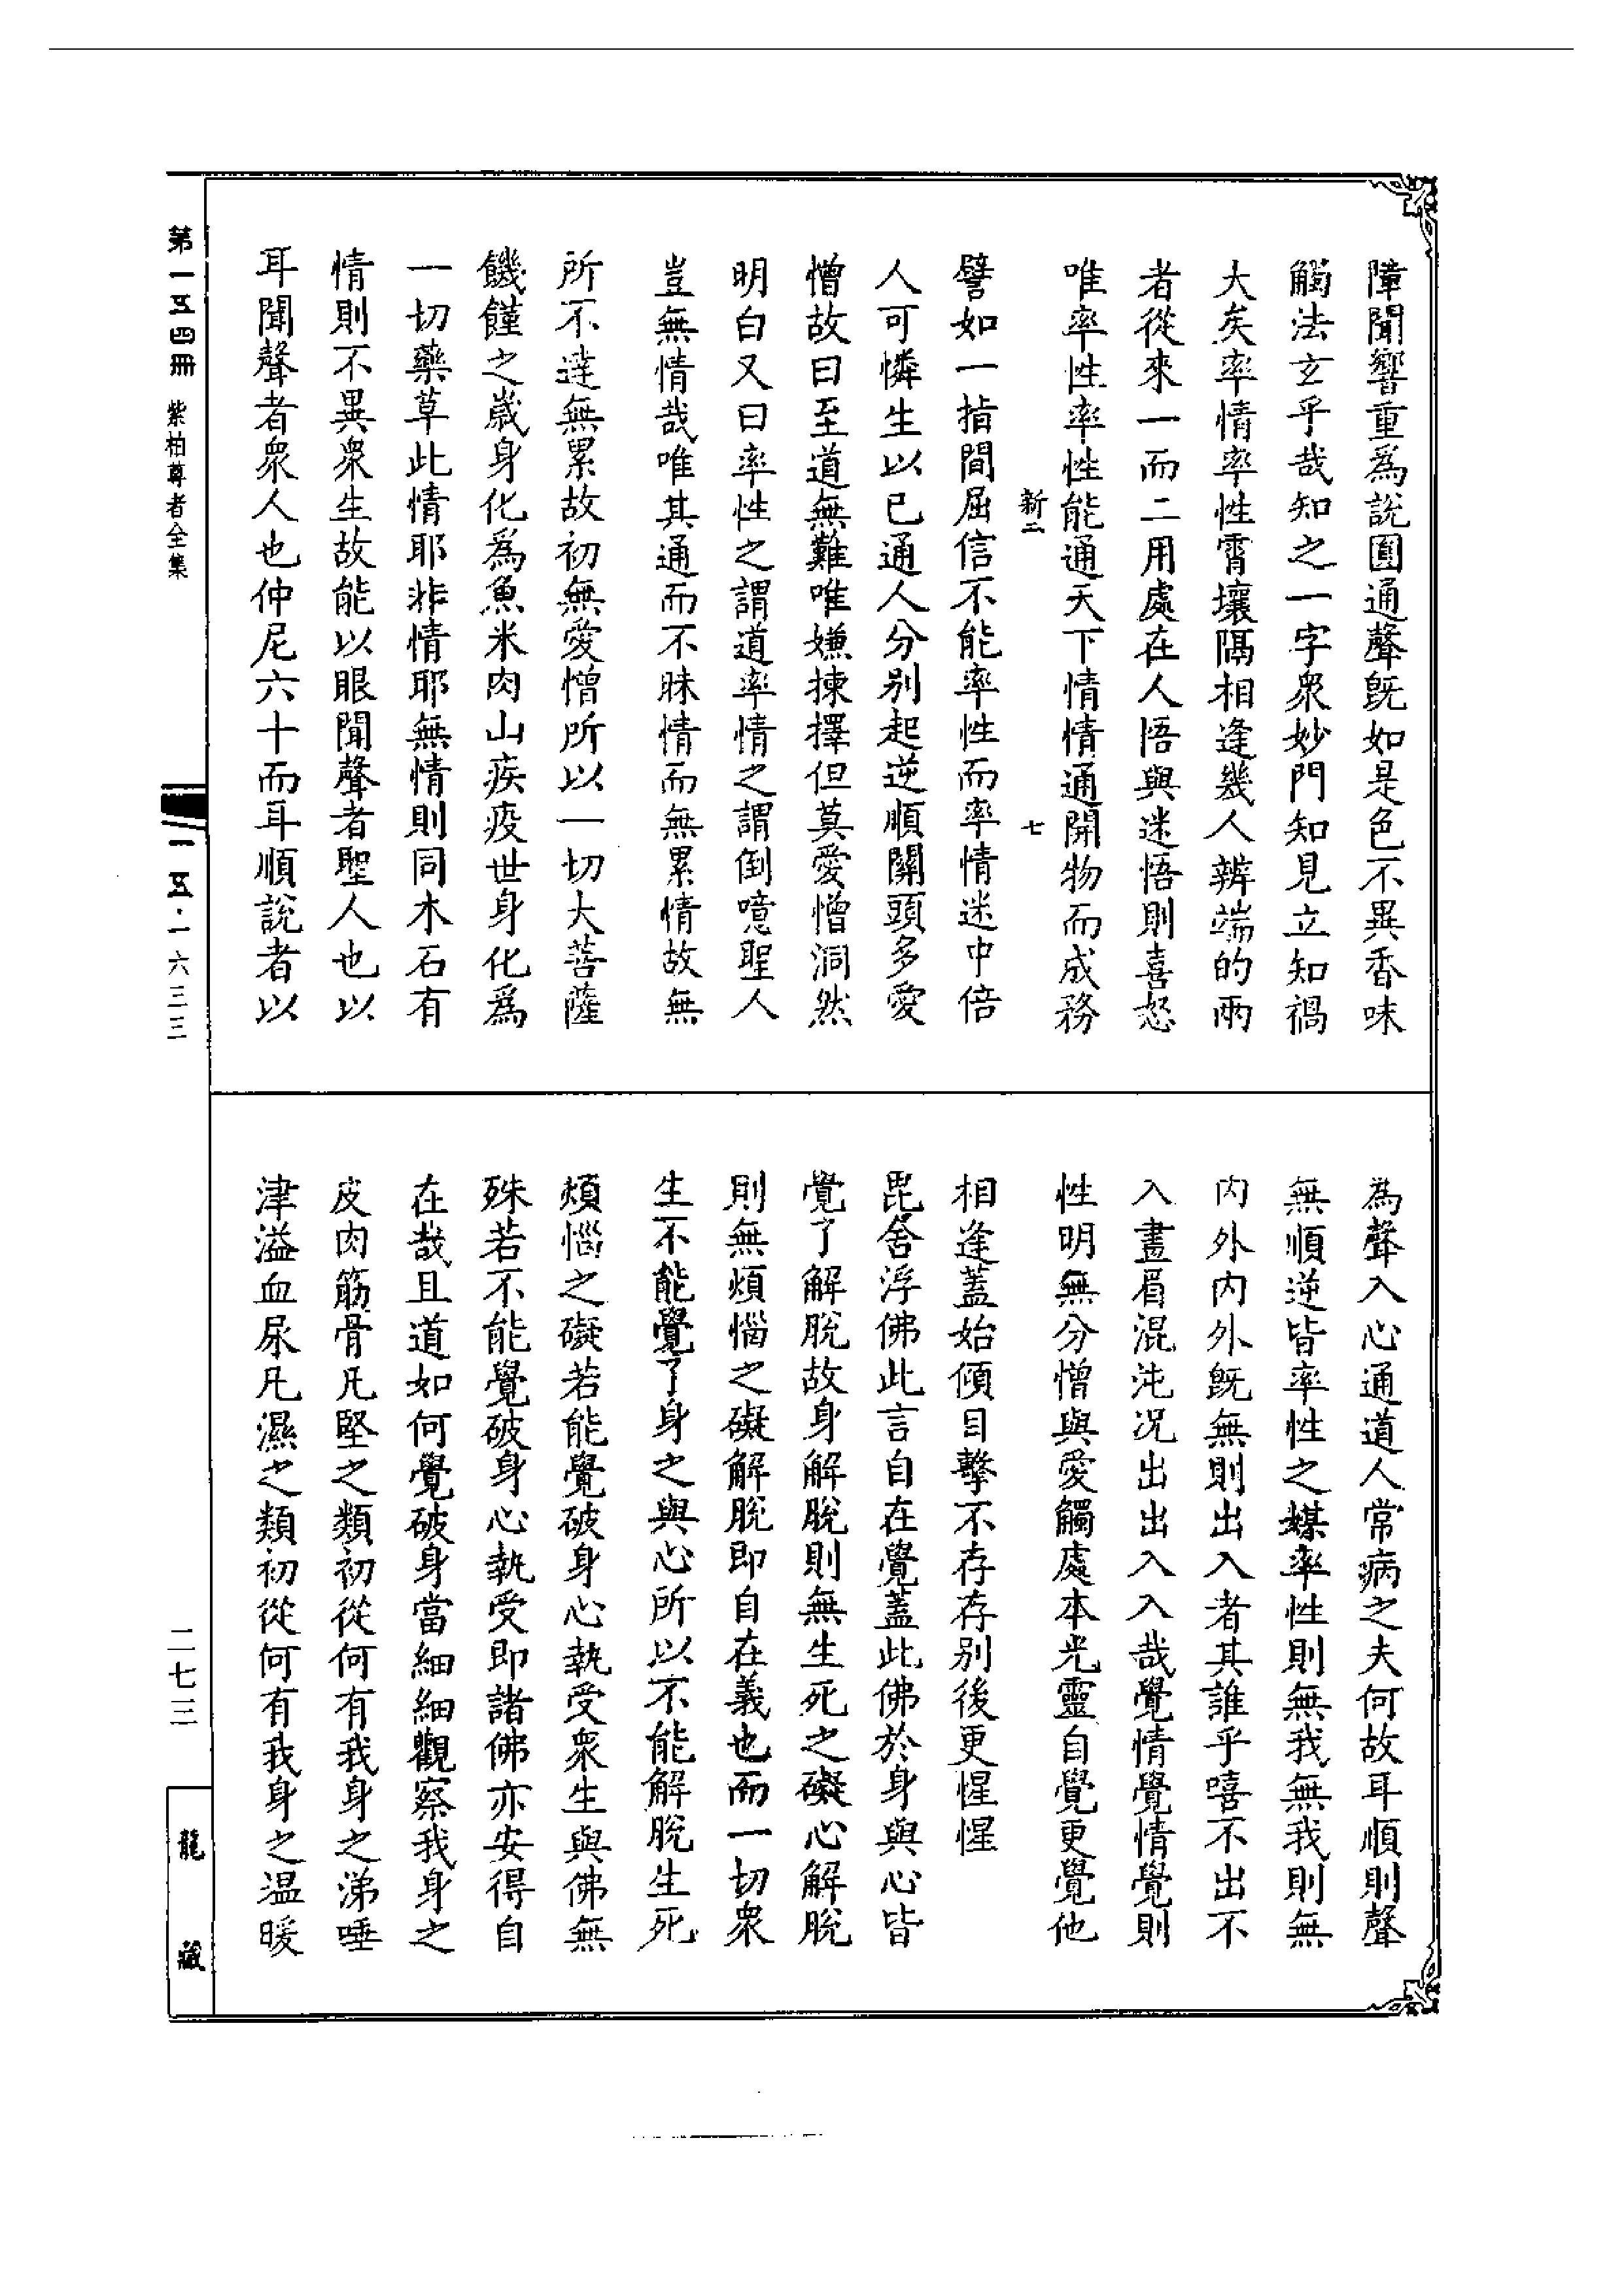 障聞響重為說圓通聲既如是色不異香味
觸法玄乎哉知之一字衆妙門知見立知禍
大矣率情率性霄壤隔相逢幾人辨端的兩
者從來一而二用處在人悟與迷悟則喜怒
唯率性率性能通天下情情通開物而成務
新二　七
譬如一指間屈信不能率性而率情迷中倍
人可憐生以已通人分別起逆順關頭多愛
憎故曰至道無難唯嫌揀擇但莫愛憎洞然
明白又曰率性之謂道率情之謂倒噫聖人
豈無情哉唯其通而不昧情而無累情故無
所不達無累故初無愛憎所以一切大菩薩
饑饉之歲身化為魚米肉山疾疫世身化為
一切藥草此情耶非情耶無情則同木石有
情則不異衆生故能以眼聞聲者聖人也以
耳聞聲者衆人也仲尼六十而耳順說者以
為聲入心通道人常病之夫何故耳順則聲
無順逆皆率性之媒率性則無我無我則無
內外內外既無則出入者其誰乎嘻不出不
入晝眉混沌况出出入入哉覺情覺情覺則
性明無分憎與愛觸處本光靈自覺更覺他
相逢蓋始傾目擊不存存別後更惺惺
毘舍浮佛此言自在覺蓋此佛於身與心皆
覺了解脫故身解脫則無生死之礙心解脫
則無煩惱之礙解脫即自在義也而一切衆
生不能覺了身之與心所以不能解脫生死
煩惱之礙若能覺破身心執受衆生與佛無
殊若不能覺破身心執受即諸佛亦安得自
在哉且道如何覺破身當細細觀察我身之
皮肉筋骨凡堅之類初從何有我身之涕唾
津溢血尿凡濕之類初從何有我身之温暖
第一五四冊　紫柏尊者全集
一五·一六三三
二七三
龍藏